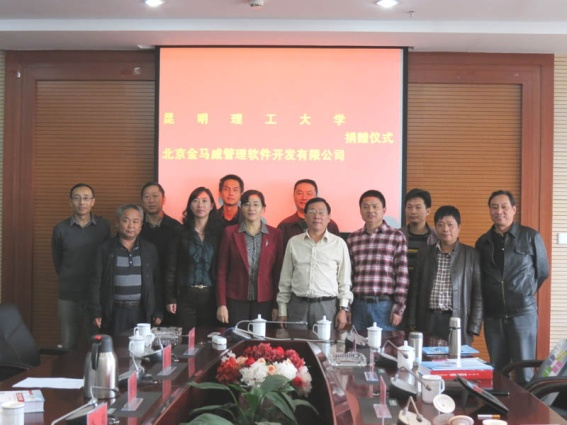 昆明理工大学
捐赠仪式
北京金马威管理软件开发有限公司